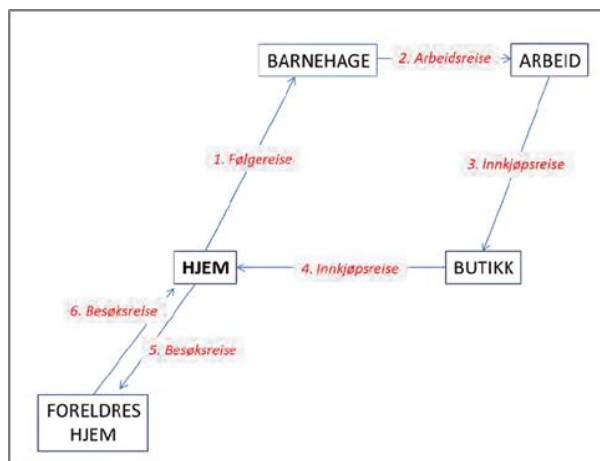 BARNEHAGE
2. Arbeidsreise
ARBEID
1. Følgereise
3. Innkjøpsreise
HJEM
4. Innkjøpsreise
BUTIKK
6. Besøksreise
5. Besøksreise
FORELDRES
HJEM